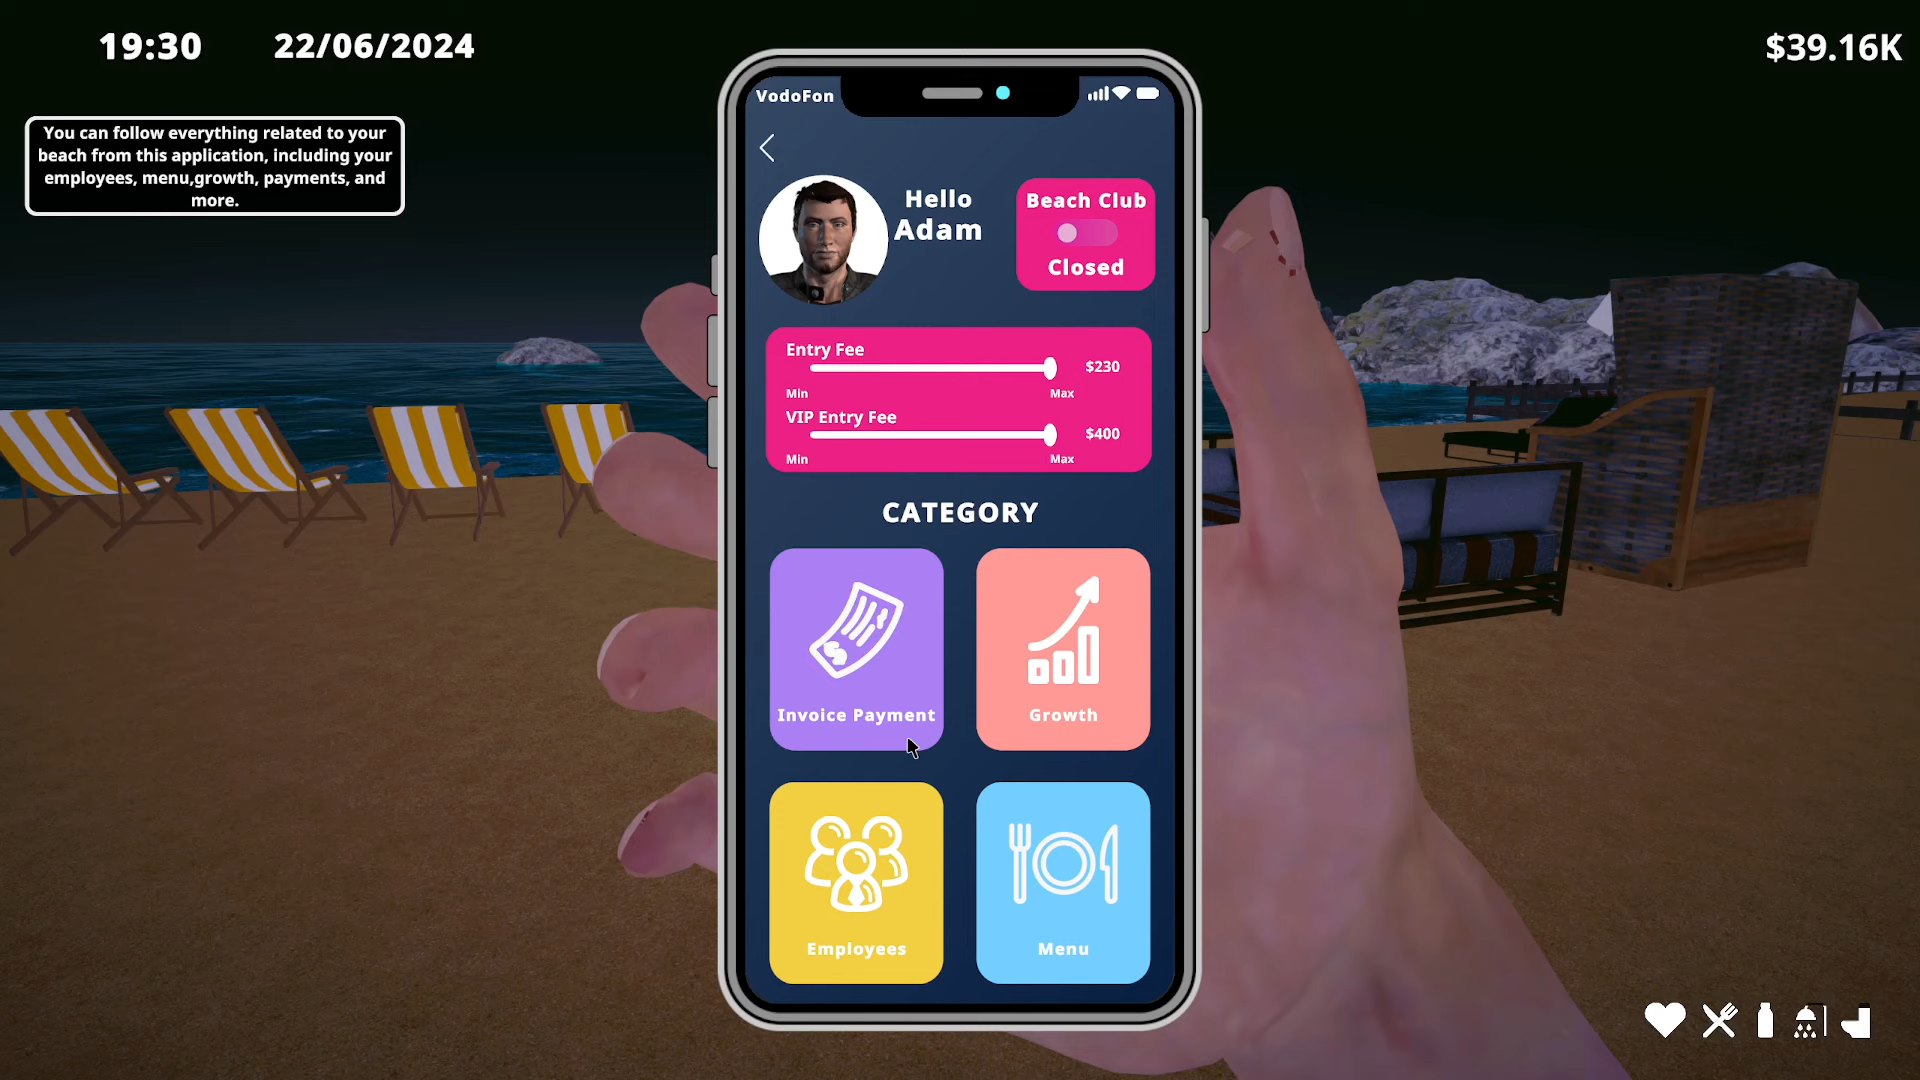 19:30 22/06/2024
$39.16K
You can follow everything related to your
beach from this application, including your
employees, menu,growth, payments, and
more.
VodoFon
Hello
Adam
Beach Club
Closed
Entry Fee
$230
Min Max
VIP Entry Fee
$400
Min Max
CATEGORY
Invoice Payment
Growth
Employees
Menu